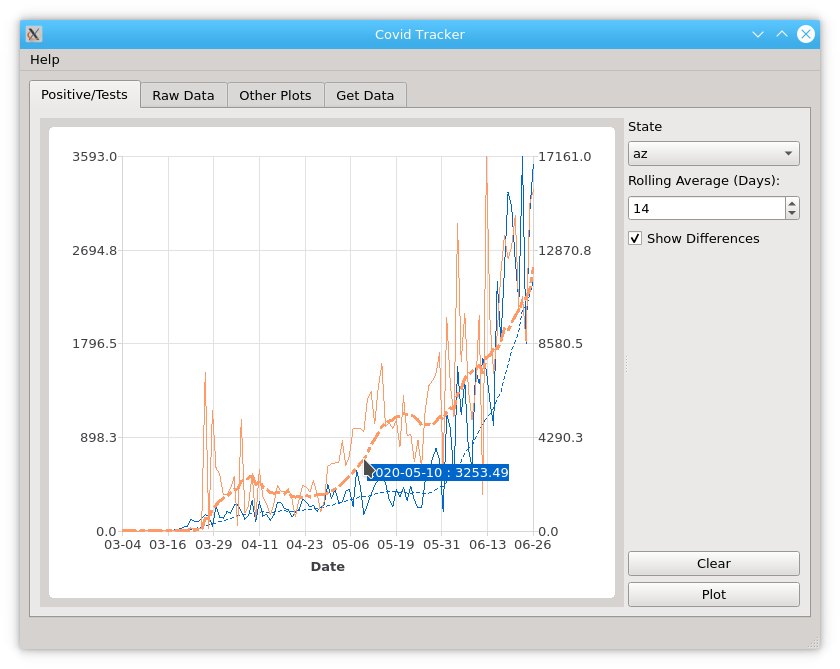 Covid Tracker
Help
Positive/Tests Raw Data Other Plots Get Data
State
az
Rolling Average (Days):
14
Show Differences
3593.0
2694.8
1796.5
898.3
0.0
17161.0
12870.8
8580.5
4290.3
0.0
020-05-10 : 3253.49
03-04 03-16 03-29 04-11 04-23 05-06 05-19 05-31 06-13 06-26
Date
Clear
Plot